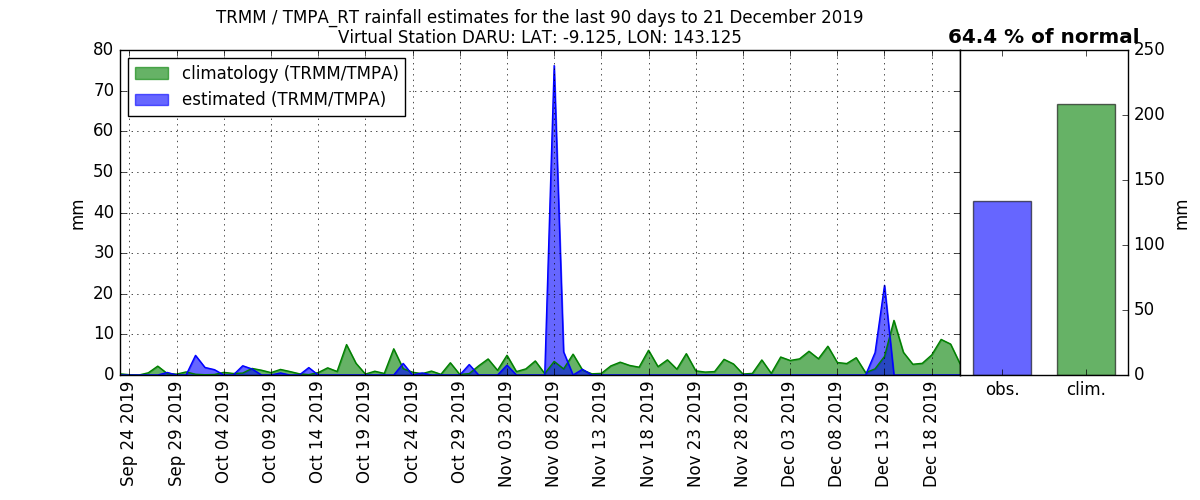 TRMM / TMPA_RT rainfall estimates for the last 90 days to 21 December 2019
Virtual Station DARU: LAT: -9.125, LON: 143.125
64.4 % of normal
climatology (TRMM/TMPA)
estimated (TRMM/TMPA)
80
70
60
50
40
30
20
10
0
mm
250
200
150
100
50
0
mm
Sep 24 2019
Sep 29 2019
Oct 04 2019
Oct 09 2019
Oct 14 2019
Oct 19 2019
Oct 24 2019
Oct 29 2019
Nov 03 2019
Nov 08 2019
Nov 13 2019
Nov 18 2019
Nov 23 2019
Nov 28 2019
Dec 03 2019
Dec 08 2019
Dec 13 2019
Dec 18 2019
obs.
clim.